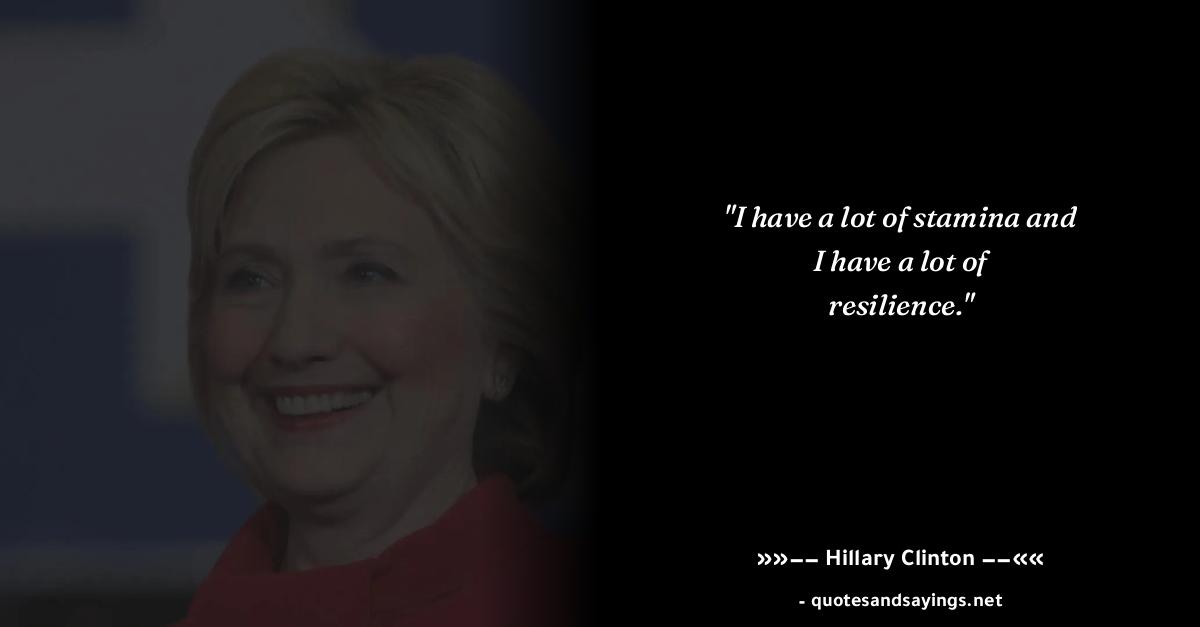 "I have a lot of stamina and
I have a lot of
resilience."
»»−− Hillary Clinton −−««
- quotesandsayings.net